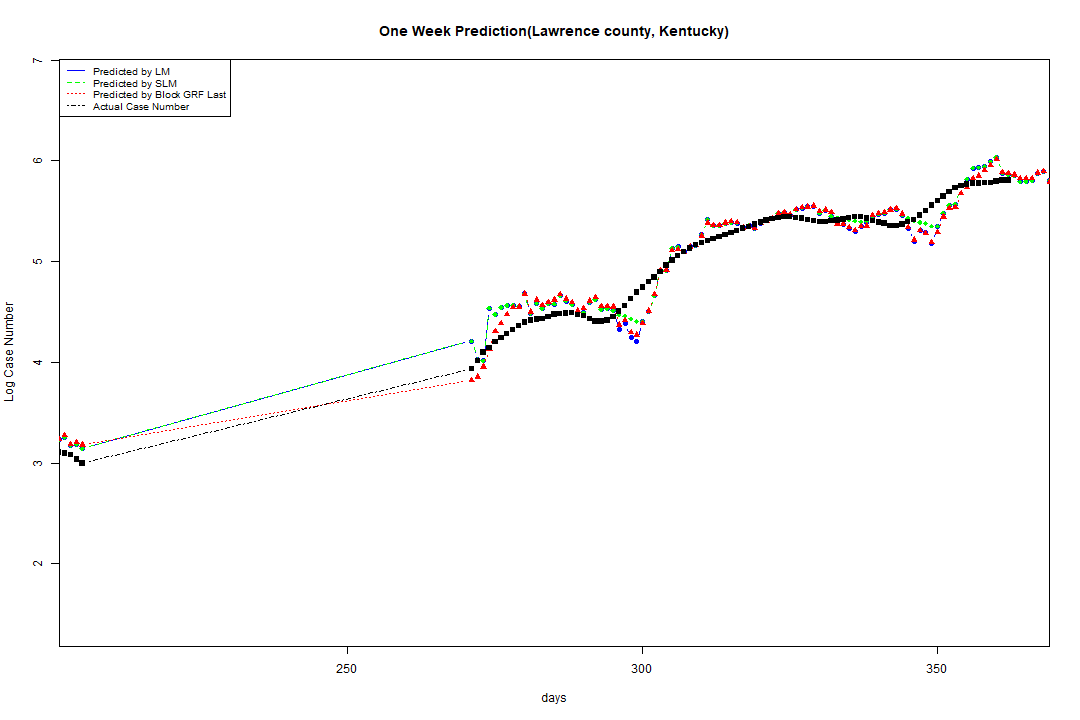 One Week Prediction(Lawrence county, Kentucky)
Predicted by LM
Predicted by SLM
Predicted by Block GRF Last
Actual Case Number
7
6
5
4
3
2
Log Case Number
250
300
350
days